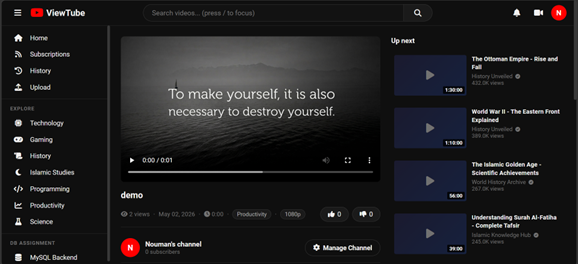 ViewTube
Search videos... (press / to focus)
N
Home
Subscriptions
History
Upload
EXPLORE
Technology
Gaming
History
Islamic Studies
Programming
Productivity
Science
DB ASSIGNMENT
MySQL Backend
To make yourself, it is also
necessary to destroy yourself.
0:00 / 0:01
demo
2 views · May 02, 2026 · 0:00 · Productivity 1080p
0
0
N
Nouman's channel
0 subscribers
Manage Channel
Up next
1:30:00
The Ottoman Empire - Rise and
Fall
History Unveiled
432.0K views
1:10:00
World War II - The Eastern Front
Explained
History Unveiled
389.0K views
56:00
The Islamic Golden Age -
Scientific Achievements
World History Archive
267.0K views
39:00
Understanding Surah Al-Fatiha
- Complete Tafsir
Islamic Knowledge Hub
245.0K views